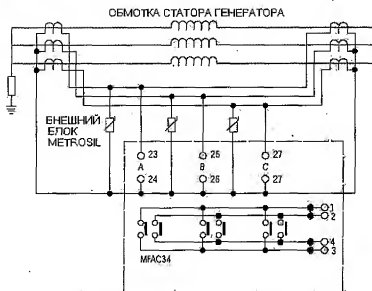 ОБМОТКА СТАТОРА ГЕНЕРАТОРА
ВНЕШНИЙ
БЛОК
METROSIL
23 25 27
A B C
24 26 27
1
2
4
3
MFAC34